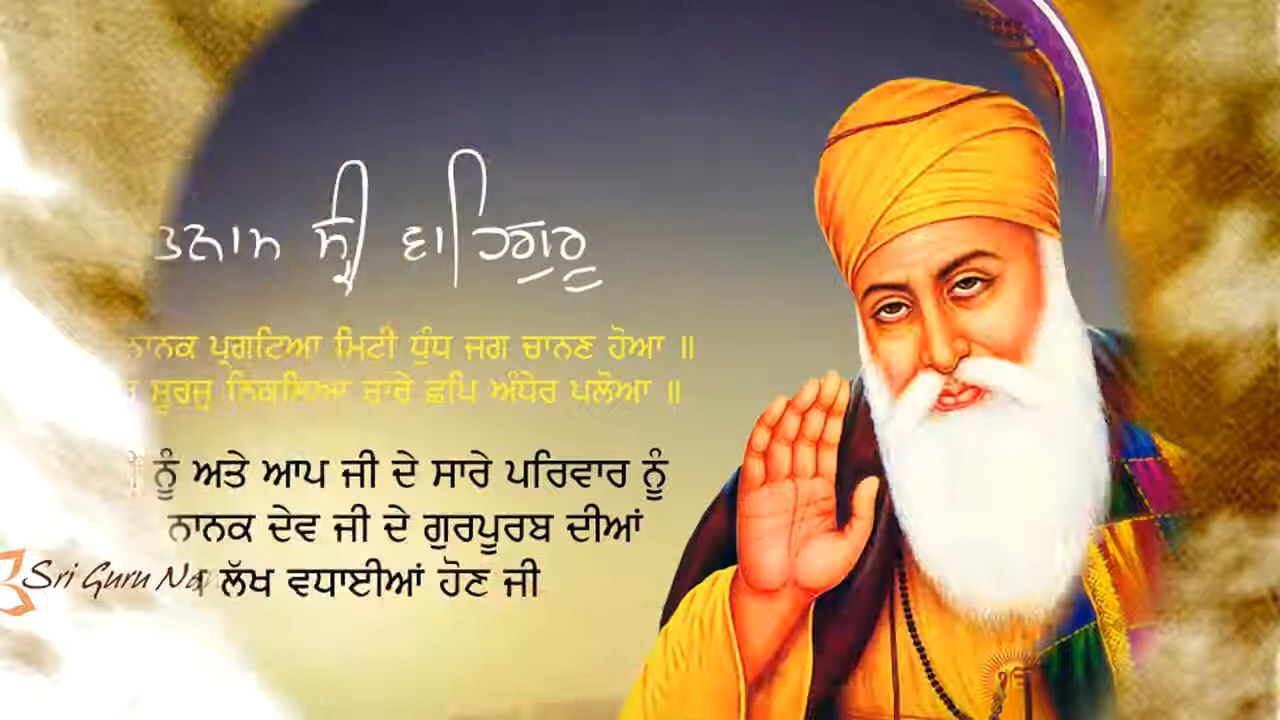 ਤਨਾਮ ਸ੍ਰੀ ਵਾਹਿਗੁਰੂ
ਨਾਨਕ ਪ੍ਰਗਟਿਆ ਮਿਟੀ ਧੁੰਧ ਜਗ ਚਾਨਣ ਹੋਆ ॥
ਸੂਰਜੁ ਨਿਕਲਿਆ ਤਾਰੇ ਛਪਿ ਅੰਧੇਰ ਪਲੋਆ ॥
ਨੂੰ ਅਤੇ ਆਪ ਜੀ ਦੇ ਸਾਰੇ ਪਰਿਵਾਰ ਨੂੰ
ਨਾਨਕ ਦੇਵ ਜੀ ਦੇ ਗੁਰਪੂਰਬ ਦੀਆਂ
ਲੱਖ ਵਧਾਈਆਂ ਹੋਣ ਜੀ
Sri Guru Na
ੴ